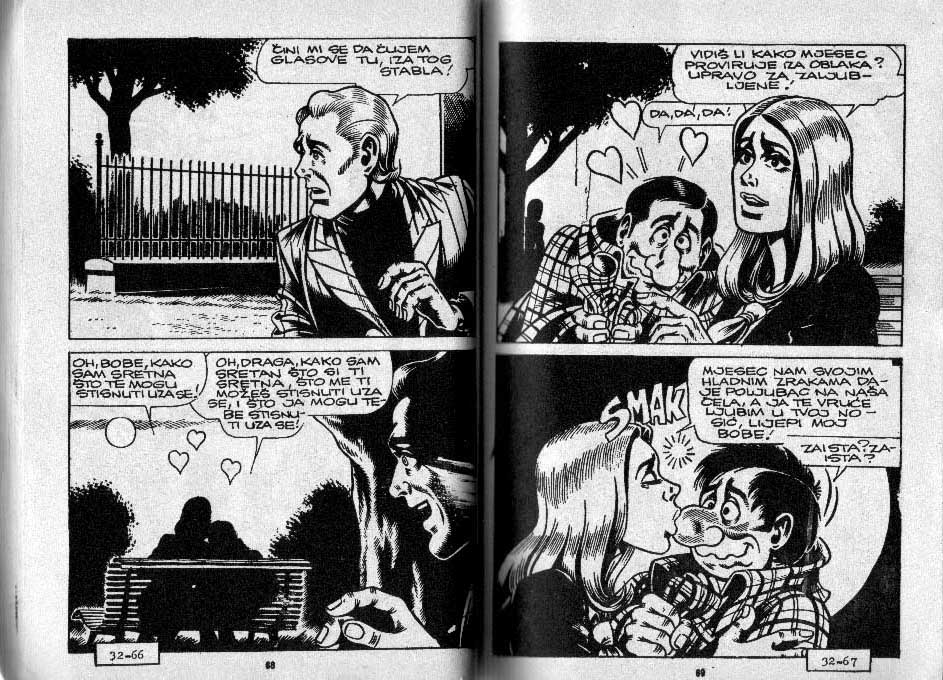 ČINI MI SE DA ČUJEM
GLASOVE TU, IZA TOG
STABLA!
OH, BOBE, KAKO
SAM SRETNA
ŠTO TE MOGU
STISNUTI UZA SE!
OH, DRAGA, KAKO SAM
SRETAN ŠTO SI TI
SRETNA, ŠTO ME TI
MOŽEŠ STISNUTI UZA
SE, I ŠTO JA MOGU TE-
BE STISNU-
TI UZA SE!
32-66
68
VIDIŠ LI KAKO MJESEC
PROVIRUJE IZA OBLAKA?
UPRAVO ZA ZALJUB-
LJENE!
DA, DA, DA!
SMAK
MJESEC NAM SVOJIM
HLADNIM ZRAKAMA DA-
JE POLJUBAC NA NAŠA
ČELA, A JA TE VRUĆE
LJUBIM U TVOJ NO-
SIĆ, LIJEPI MOJ
BOBE!
ZAISTA? ZA-
ISTA?
32-67
69